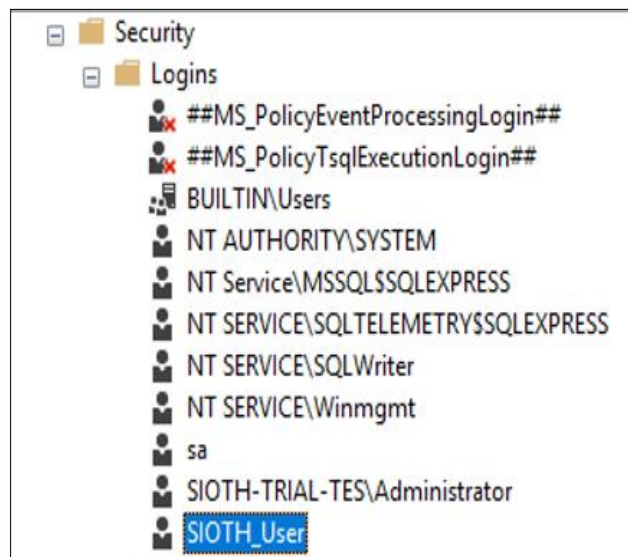 Security
Logins
##MS_PolicyEventProcessingLogin##
##MS_PolicyTsqlExecutionLogin##
BUILTIN\Users
NT AUTHORITY\SYSTEM
NT Service\MSSQL$SQLEXPRESS
NT SERVICE\SQLTELEMETRY$SQLEXPRESS
NT SERVICE\SQLWriter
NT SERVICE\Winmgmt
sa
SIOTH-TRIAL-TES\Administrator
SIOTH_User